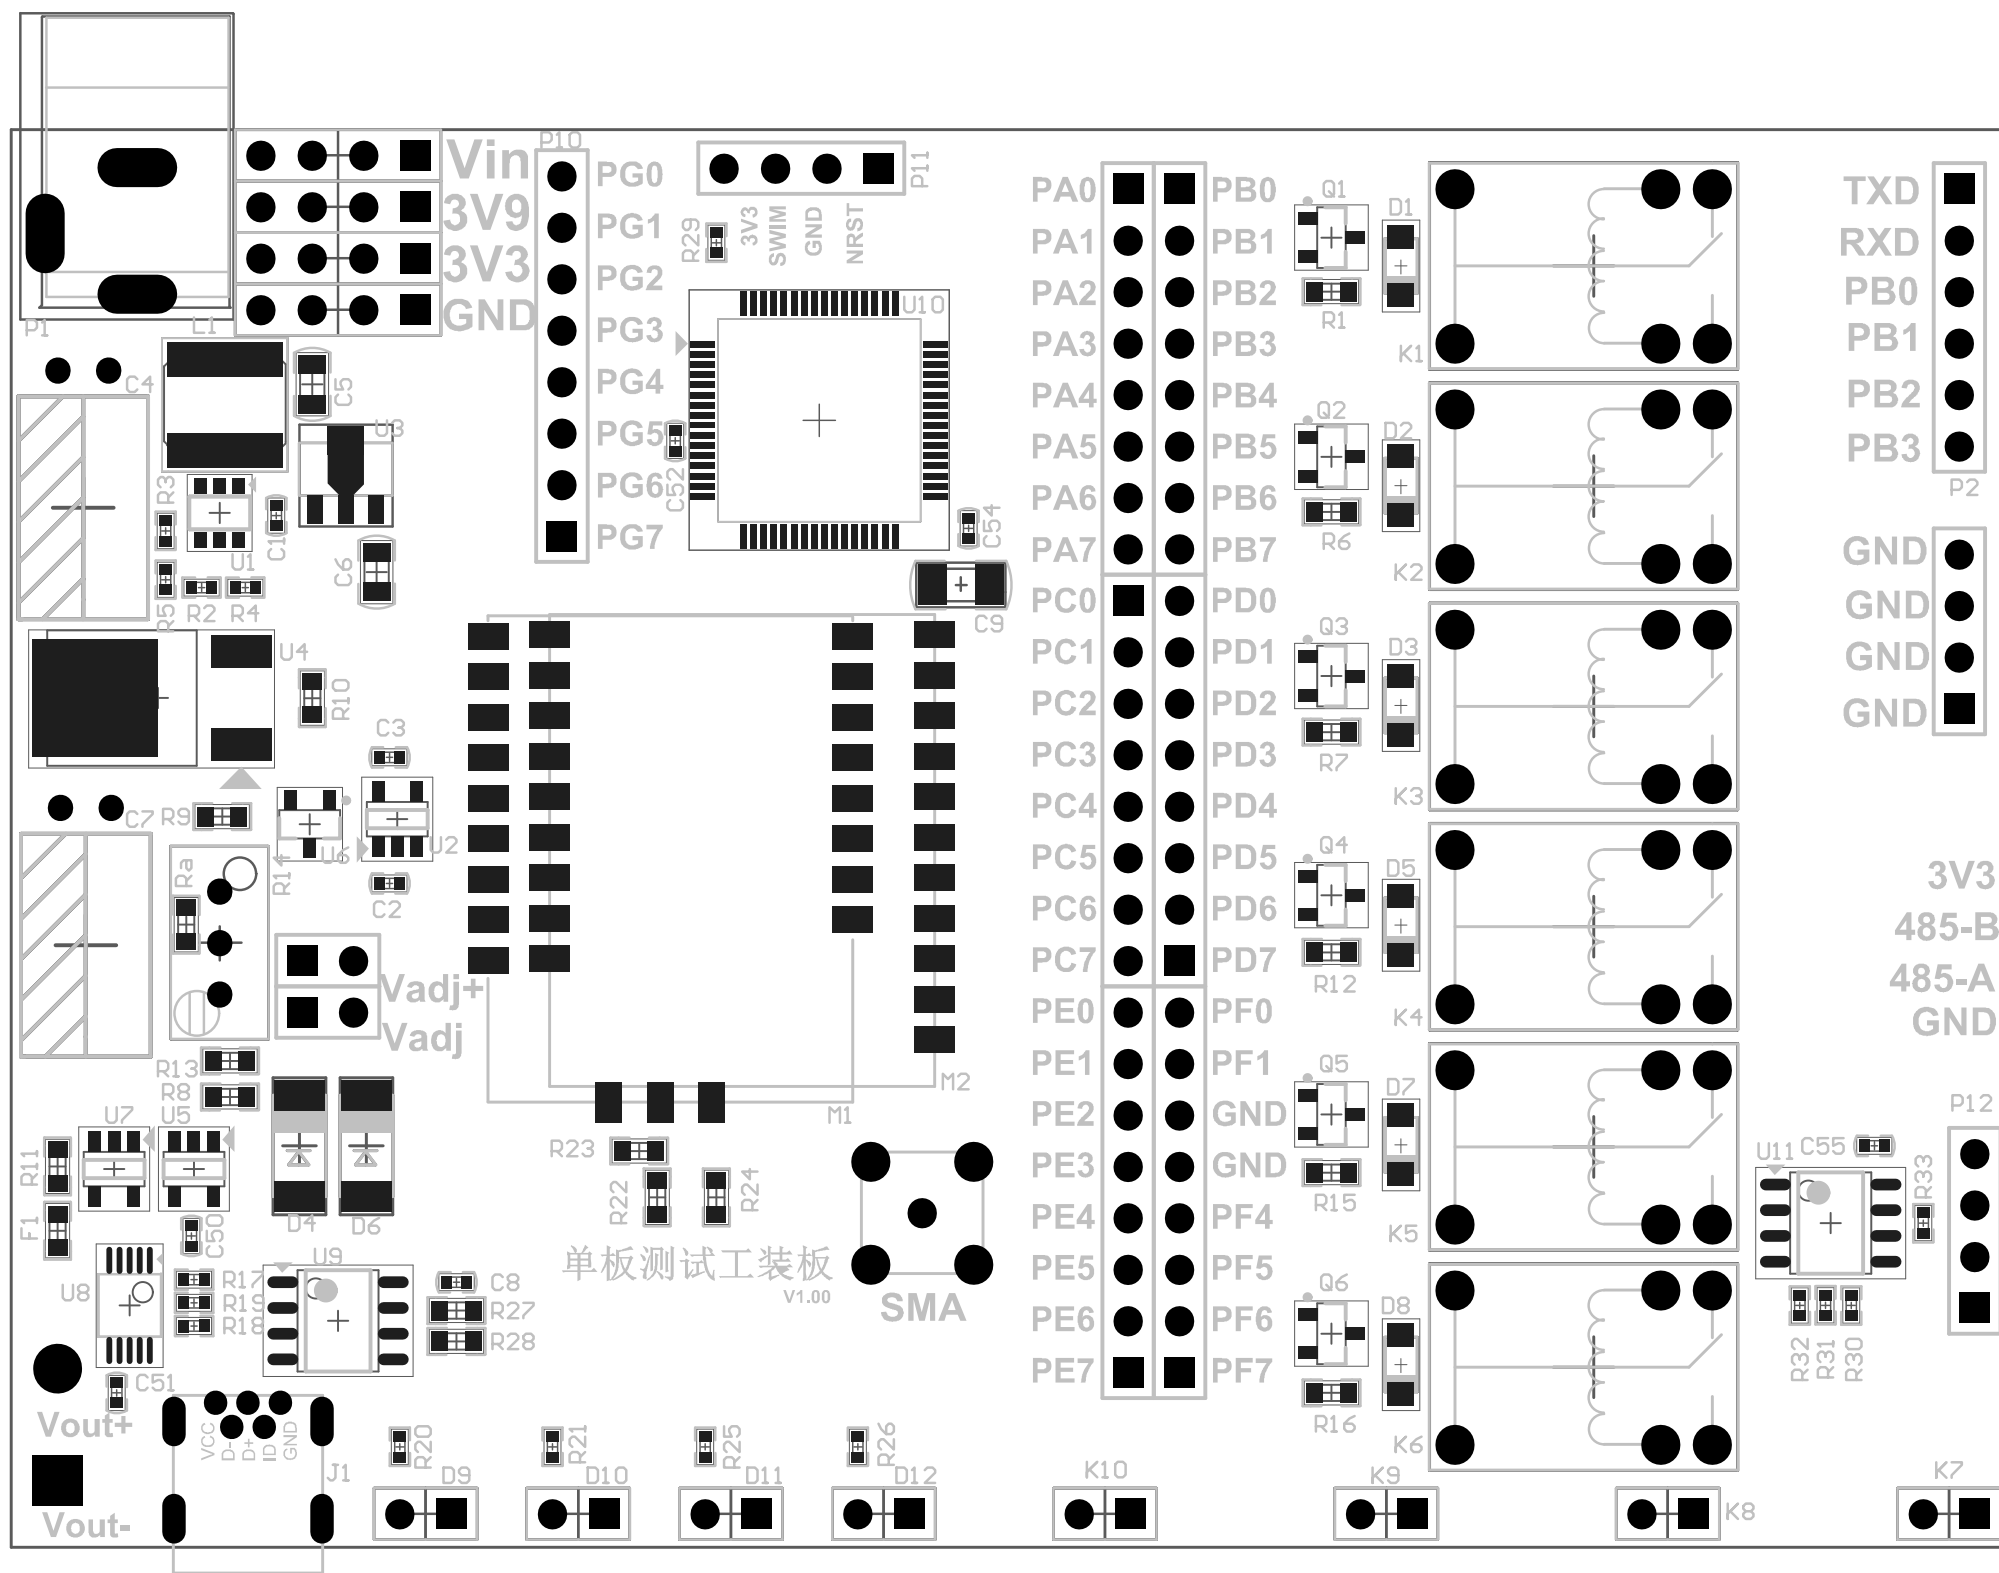 P1
L1
Vin
3V9
3V3
GND
P10
PG0
PG1
PG2
PG3
PG4
PG5
PG6
PG7
P11
3V3
SWIM
GND
NRST
R29
U10
C52
C54
C9
C4
C5
U3
R3
R5
U1
C1
R2
R4
C6
U4
R10
C3
C7
R9
U6
U2
C2
Ra
R14
Vadj+
Vadj
R13
R8
U7
U5
R11
F1
C50
D4
D6
U8
U9
R17
R19
R18
C51
C8
R27
R28
Vout+
Vout-
VCC
D-
D+
ID
GND
J1
M1
M2
R23
R22
R24
单板测试工装板
V1.00
SMA
R20
D9
R21
D10
R25
D11
R26
D12
PA0 PB0
PA1 PB1
PA2 PB2
PA3 PB3
PA4 PB4
PA5 PB5
PA6 PB6
PA7 PB7
PC0 PD0
PC1 PD1
PC2 PD2
PC3 PD3
PC4 PD4
PC5 PD5
PC6 PD6
PC7 PD7
PE0 PF0
PE1 PF1
PE2 GND
PE3 GND
PE4 PF4
PE5 PF5
PE6 PF6
PE7 PF7
Q1
D1
R1
K1
Q2
D2
R6
K2
Q3
D3
R7
K3
Q4
D5
R12
K4
Q5
D7
R15
K5
Q6
D8
R16
K6
K10
K9
K8
K7
TXD
RXD
PB0
PB1
PB2
PB3
P2
GND
GND
GND
GND
3V3
485-B
485-A
GND
P12
C55
U11
R33
R32
R31
R30